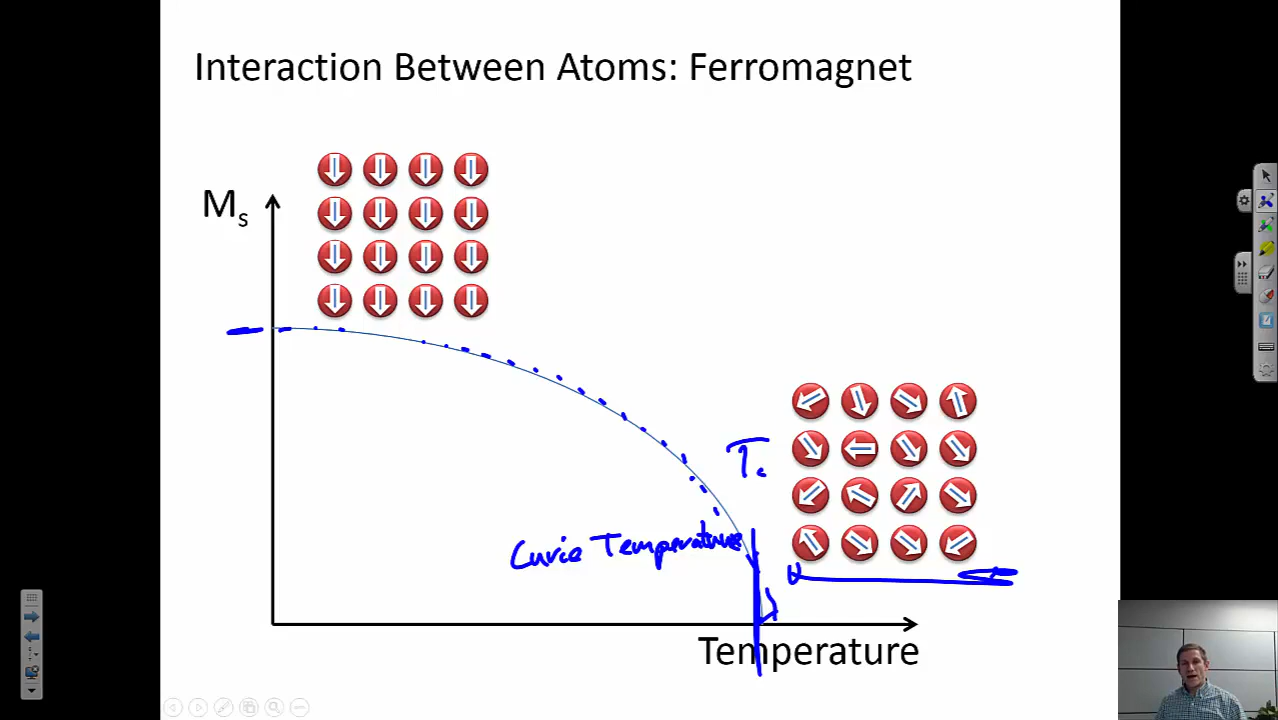 Interaction Between Atoms: Ferromagnet
Ms
Tc
Curie Temperature
Temperature